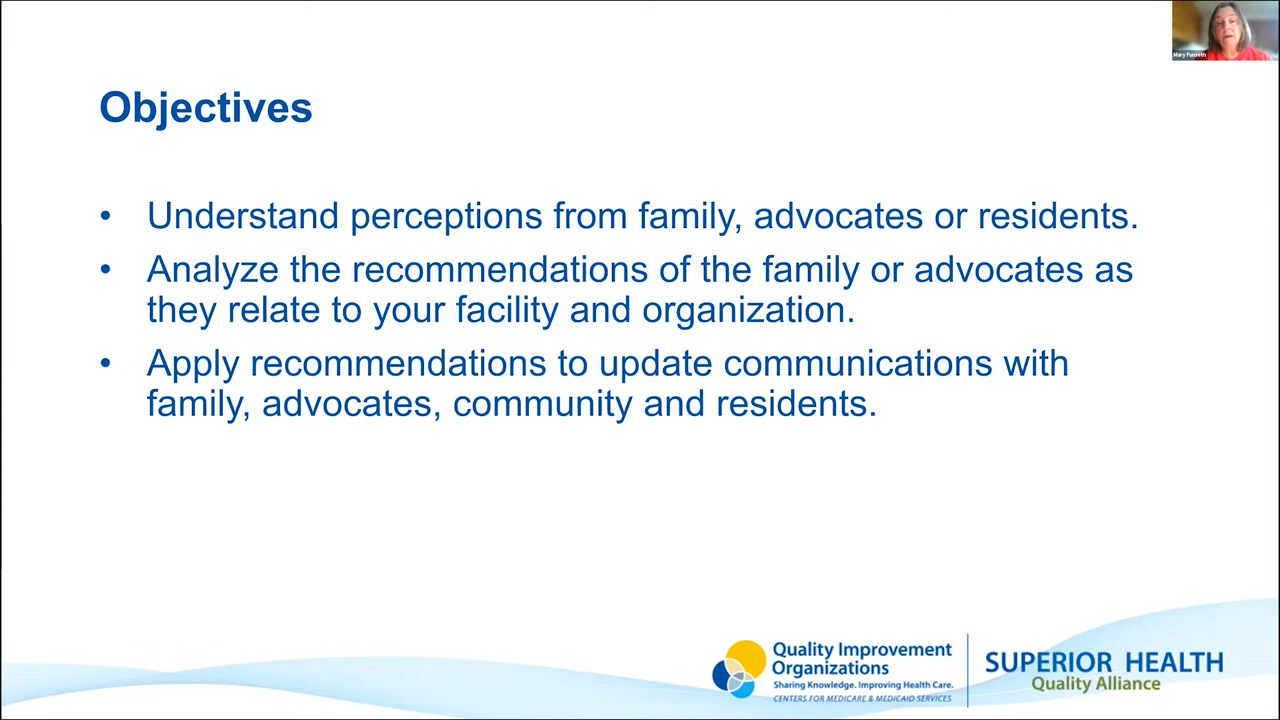 Mary Funseth
Objectives
• Understand perceptions from family, advocates or residents.
• Analyze the recommendations of the family or advocates as
they relate to your facility and organization.
• Apply recommendations to update communications with
family, advocates, community and residents.
Quality Improvement
Organizations
Sharing Knowledge. Improving Health Care.
CENTERS FOR MEDICARE & MEDICAID SERVICES
SUPERIOR HEALTH
Quality Alliance